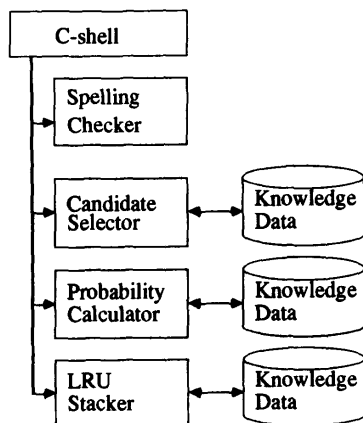 C-shell
Spelling
Checker
Candidate
Selector
Knowledge
Data
Probability
Calculator
Knowledge
Data
LRU
Stacker
Knowledge
Data